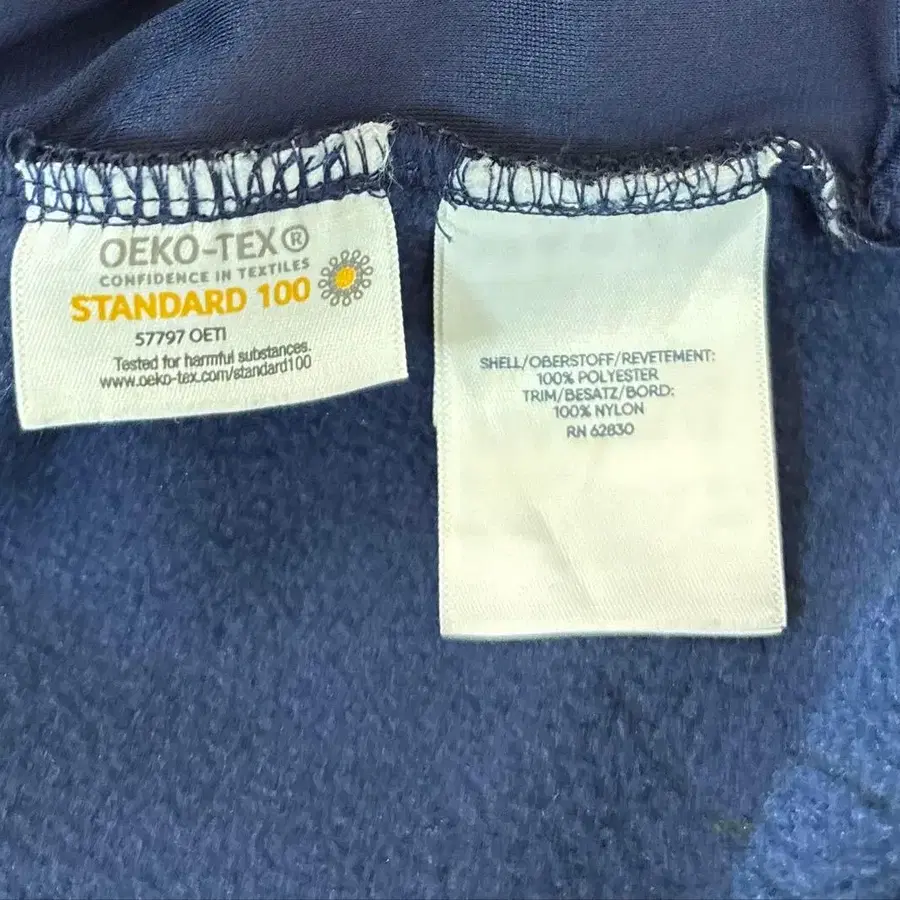 OEKO-TEX®
CONFIDENCE IN TEXTILES
STANDARD 100
57797 OETI
Tested for harmful substances.
www.oeko-tex.com/standard100
SHELL/OBERSTOFF/REVETEMENT:
100% POLYESTER
TRIM/BESATZ/BORD:
100% NYLON
RN 62830